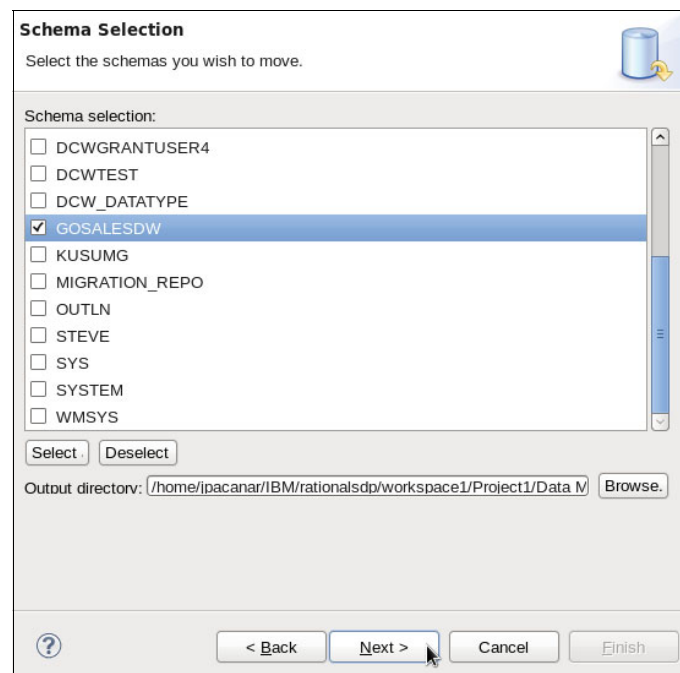 Schema Selection
Select the schemas you wish to move.
Schema selection:
DCWGRANTUSER4
DCWTEST
DCW_DATATYPE
GOSALESDW
KUSUMG
MIGRATION_REPO
OUTLN
STEVE
SYS
SYSTEM
WMSYS
Select Deselect
Output directory: /home/jpacanar/IBM/rationalsdp/workspace1/Project1/Data M Browse.
< Back Next > Cancel Finish